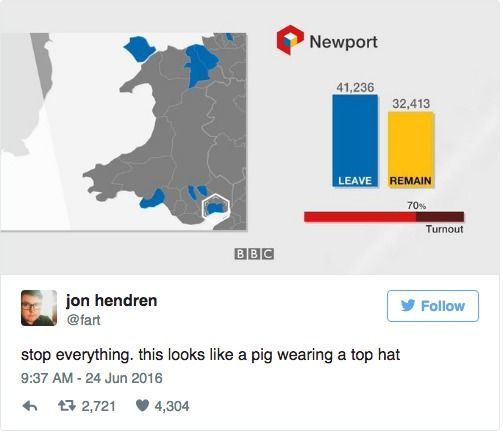 Newport
41,236
32,413
LEAVE REMAIN
70%
Turnout
BBC
jon hendren
@fart
Follow
stop everything. this looks like a pig wearing a top hat
9:37 AM - 24 Jun 2016
2,721 4,304